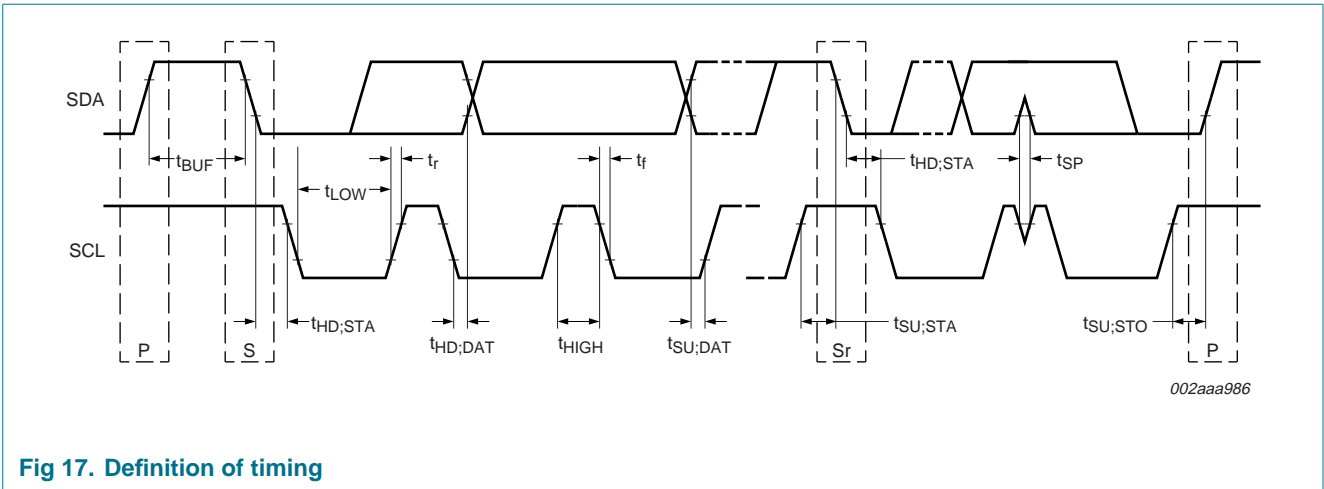 SDA
tBUF
tLOW
tr
tf
tHD;STA
tSP
SCL
tHD;STA
tHD;DAT
tHIGH
tSU;DAT
tSU;STA
tSU;STO
P
S
Sr
P
002aaa986
Fig 17. Definition of timing